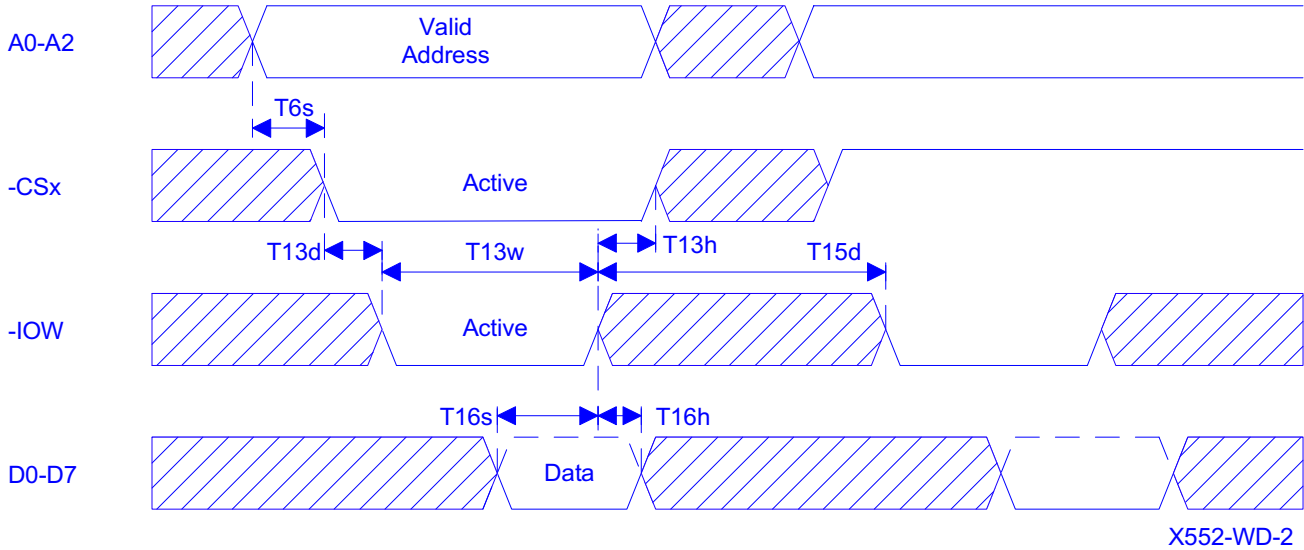 A0-A2
Valid
Address
T6s
-CSx
Active
T13d
T13w
T13h
T15d
-IOW
Active
T16s
T16h
D0-D7
Data
X552-WD-2